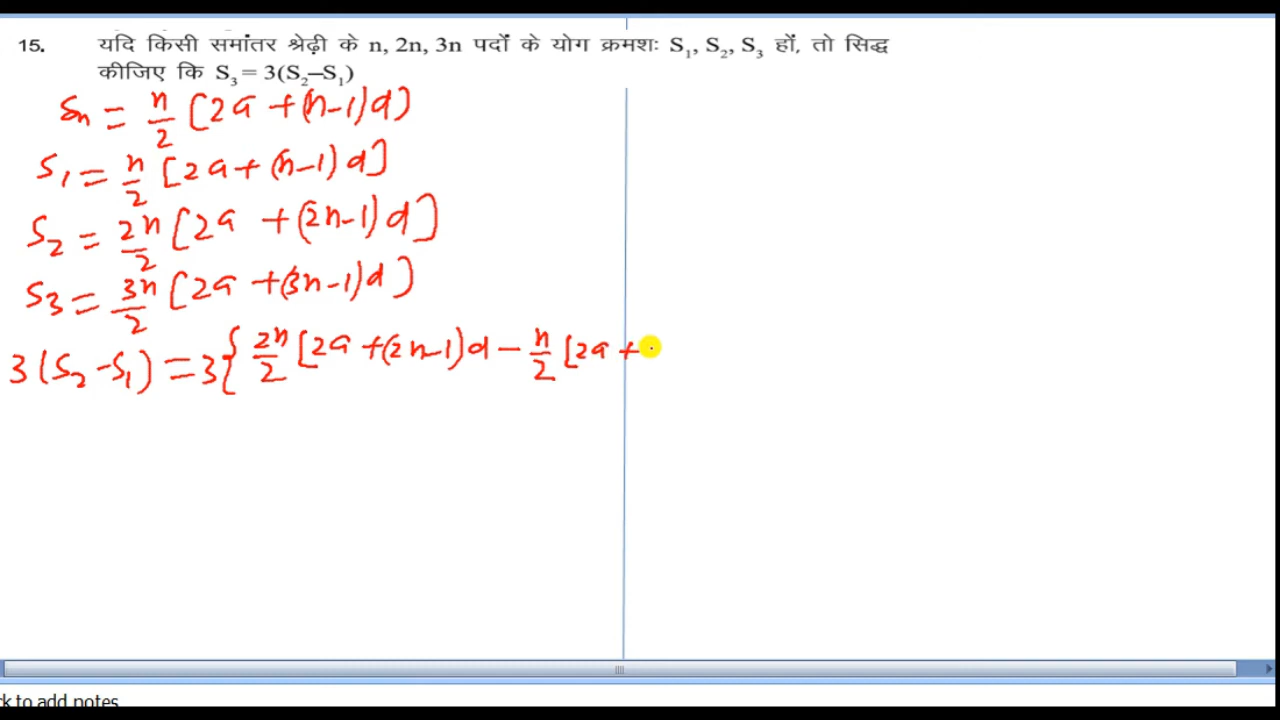 15. यदि किसी समांतर श्रेढ़ी के n, 2n, 3n पदों के योग क्रमशः S₁, S₂, S₃ हों, तो सिद्ध
कीजिए कि S₃ = 3(S₂–S₁)
Sn = n/2 [2a + (n-1)d]
S₁ = n/2 [2a + (n-1)d]
S₂ = 2n/2 [2a + (2n-1)d]
S₃ = 3n/2 [2a + (3n-1)d]
3(S₂-S₁) = 3{ 2n/2 [2a + (2n-1)d - n/2 [2a +
ck to add notes